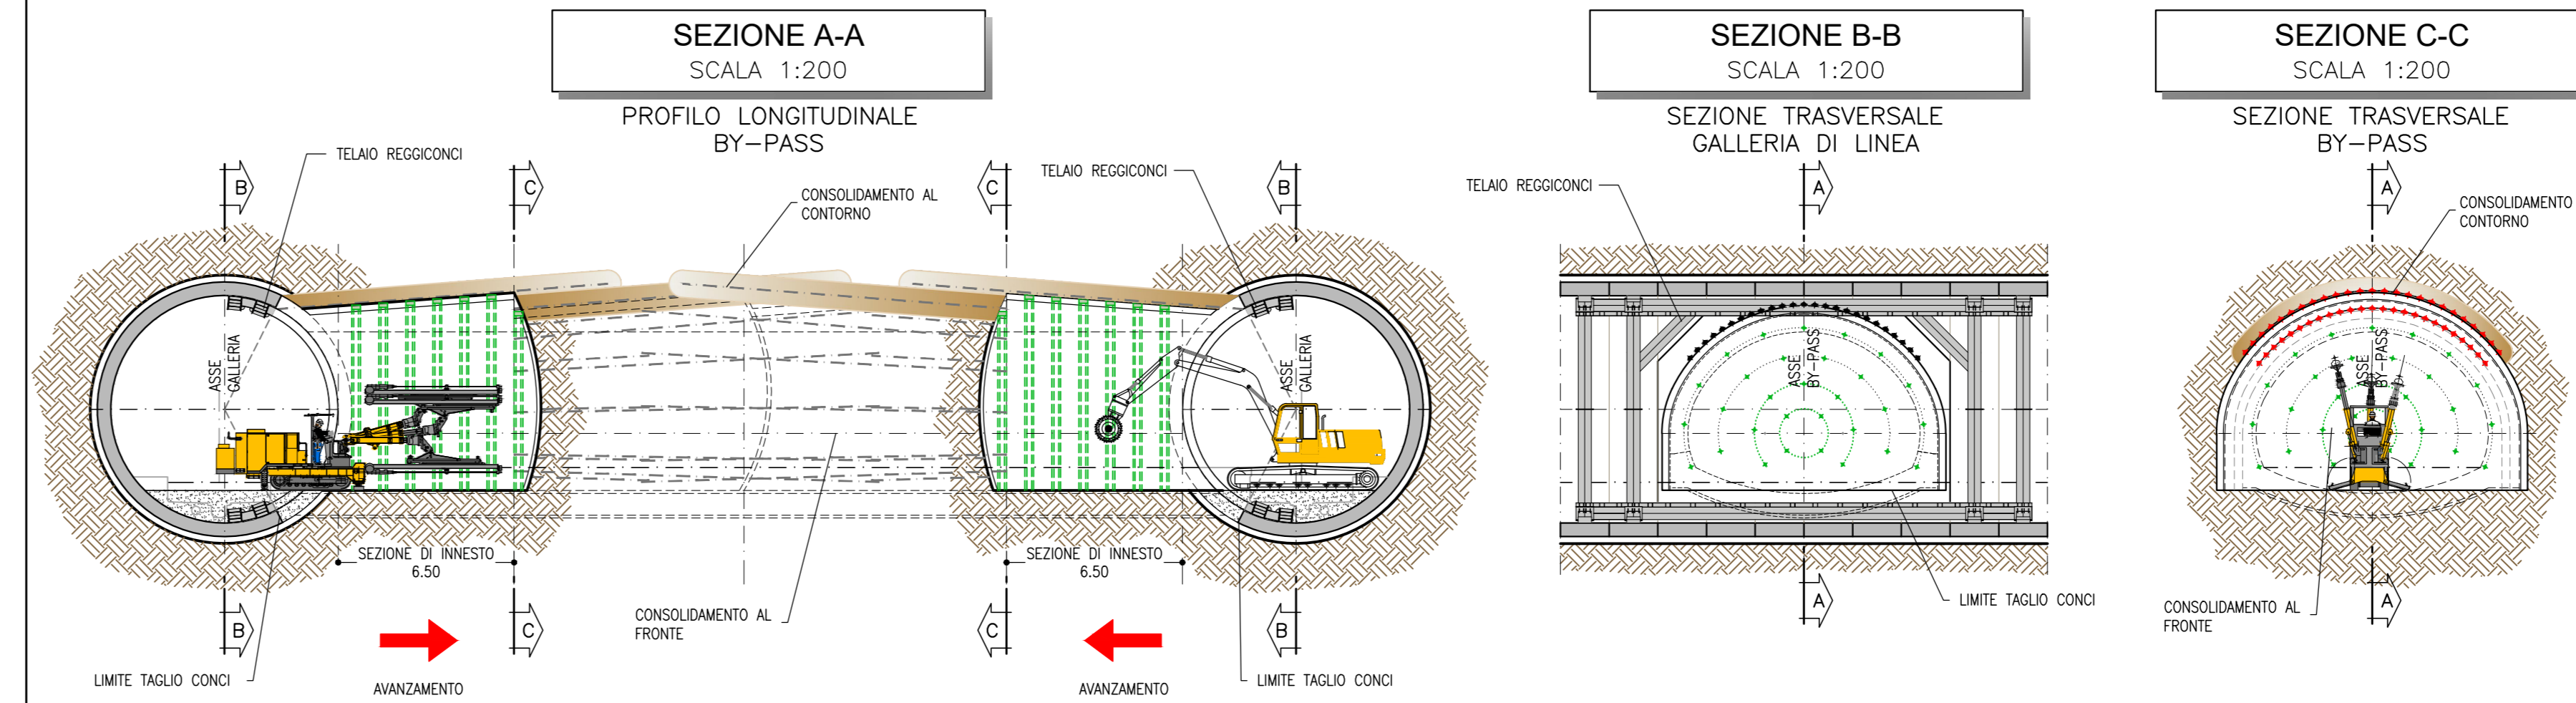 SEZIONE A-A
SCALA 1:200
PROFILO LONGITUDINALE
BY-PASS
TELAIO REGGICONCI
B
C
CONSOLIDAMENTO AL
CONTORNO
C
TELAIO REGGICONCI
B
ASSE
GALLERIA
ASSE
GALLERIA
SEZIONE DI INNESTO
6.50
SEZIONE DI INNESTO
6.50
CONSOLIDAMENTO AL
FRONTE
B
C
C
B
LIMITE TAGLIO CONCI
AVANZAMENTO
AVANZAMENTO
LIMITE TAGLIO CONCI
SEZIONE B-B
SCALA 1:200
SEZIONE TRASVERSALE
GALLERIA DI LINEA
TELAIO REGGICONCI
A
ASSE
BY-PASS
A
LIMITE TAGLIO CONCI
SEZIONE C-C
SCALA 1:200
SEZIONE TRASVERSALE
BY-PASS
A
CONSOLIDAMENTO
CONTORNO
ASSE
BY-PASS
CONSOLIDAMENTO AL
FRONTE
A